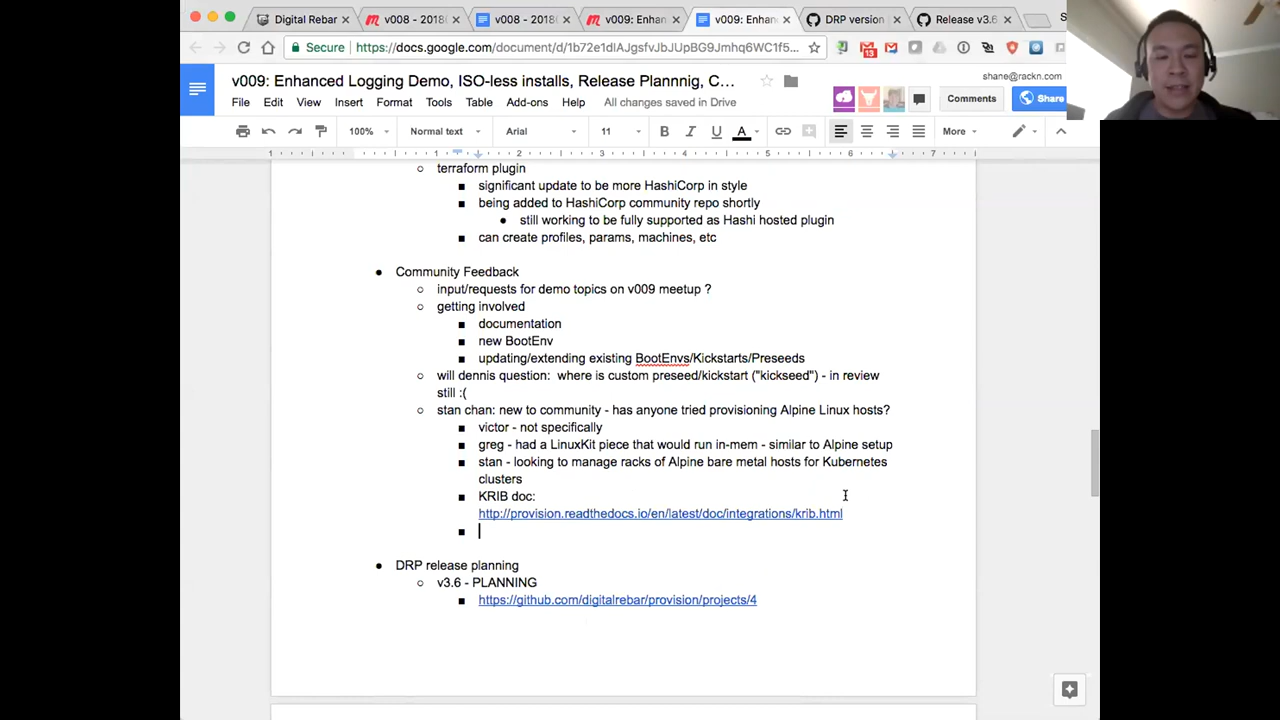 Digital Rebar
v008 - 2018
v008 - 2018
v009: Enhan
v009: Enhan
DRP version
Release v3.6
Secure
https://docs.google.com/document/d/1b72e1dIAJgsfvJbJUpBG9Jmhq6WC1f5...
v009: Enhanced Logging Demo, ISO-less installs, Release Plannnig, C...
shane@rackn.com
File Edit View Insert Format Tools Table Add-ons Help All changes saved in Drive
Comments
Share
100% Normal text Arial 11 B I U A More
1 1 2 3 4 5 6 7
terraform plugin
significant update to be more HashiCorp in style
being added to HashiCorp community repo shortly
still working to be fully supported as Hashi hosted plugin
can create profiles, params, machines, etc
Community Feedback
input/requests for demo topics on v009 meetup ?
getting involved
documentation
new BootEnv
updating/extending existing BootEnvs/Kickstarts/Preseeds
will dennis question: where is custom preseed/kickstart ("kickseed") - in review
still :(
stan chan: new to community - has anyone tried provisioning Alpine Linux hosts?
victor - not specifically
greg - had a LinuxKit piece that would run in-mem - similar to Alpine setup
stan - looking to manage racks of Alpine bare metal hosts for Kubernetes
clusters
KRIB doc:
http://provision.readthedocs.io/en/latest/doc/integrations/krib.html
DRP release planning
v3.6 - PLANNING
https://github.com/digitalrebar/provision/projects/4